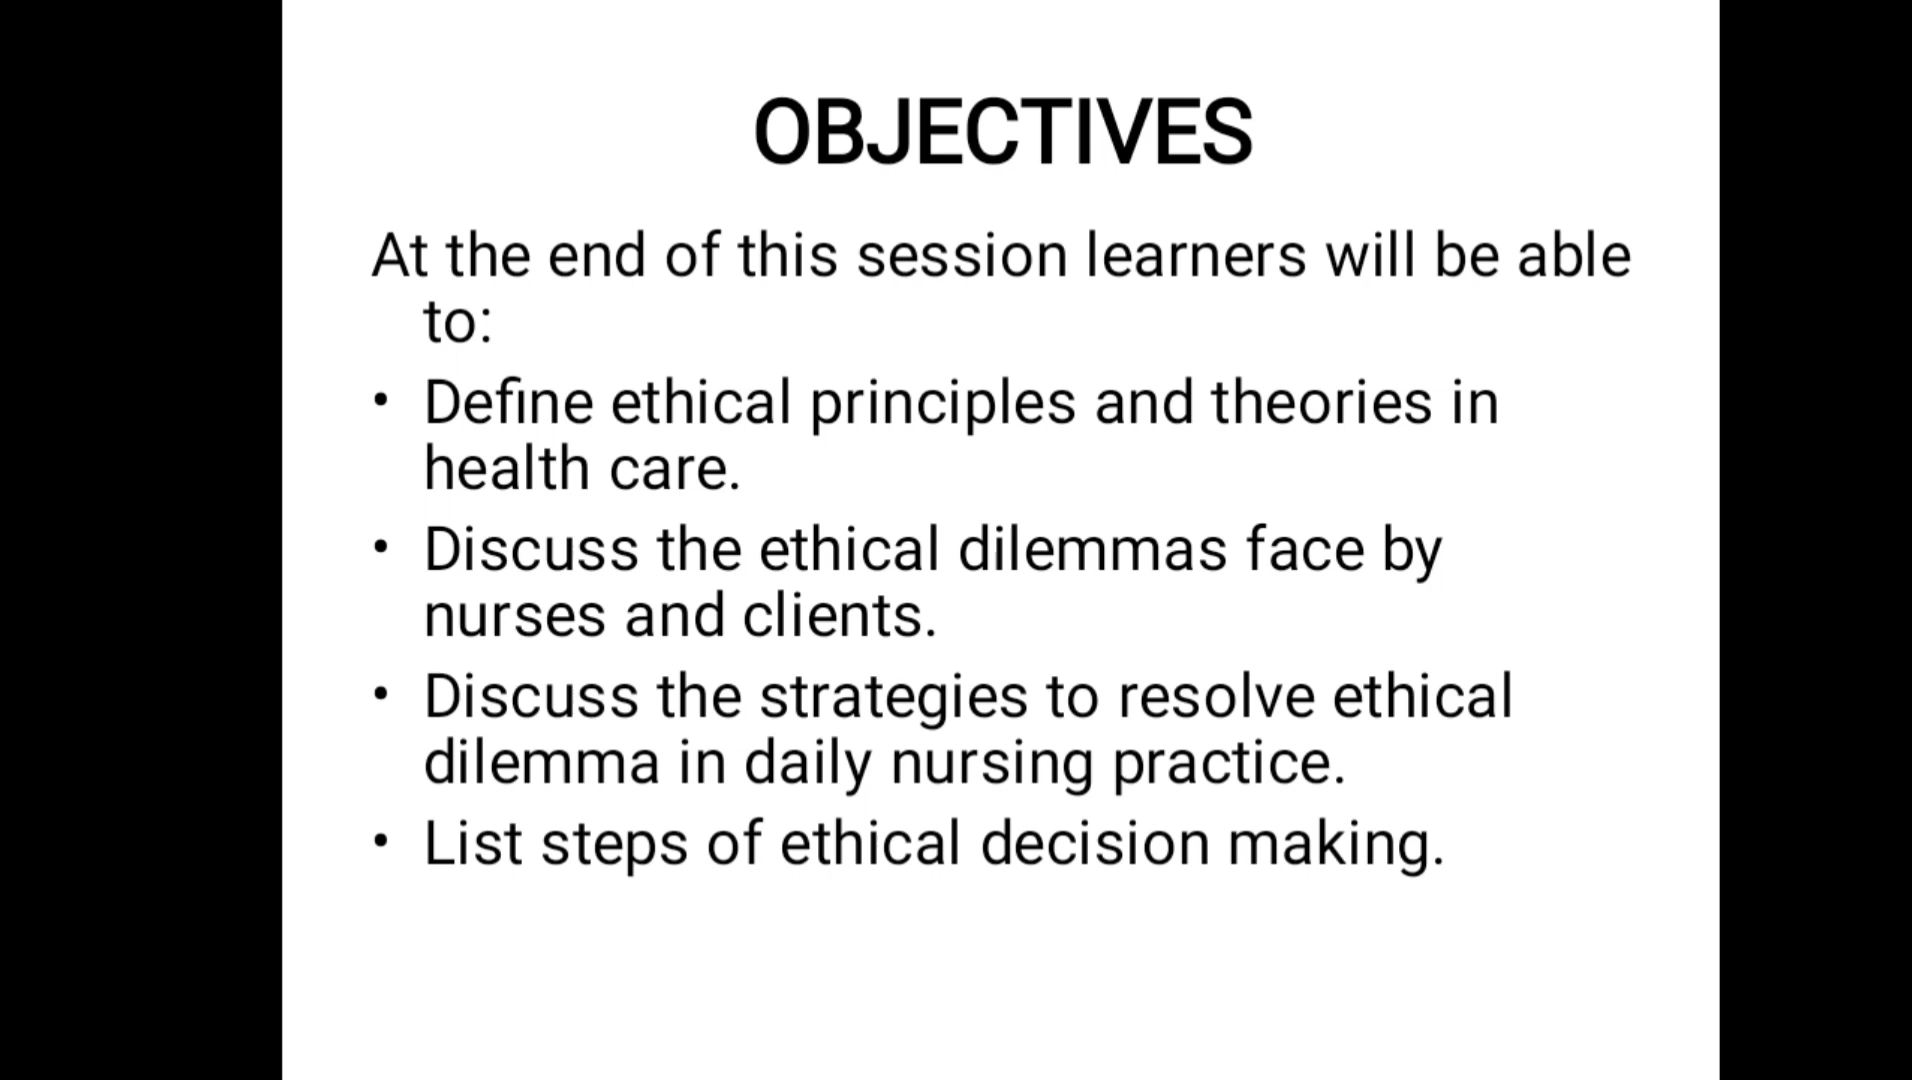 OBJECTIVES
At the end of this session learners will be able
to:
• Define ethical principles and theories in
health care.
• Discuss the ethical dilemmas face by
nurses and clients.
• Discuss the strategies to resolve ethical
dilemma in daily nursing practice.
• List steps of ethical decision making.